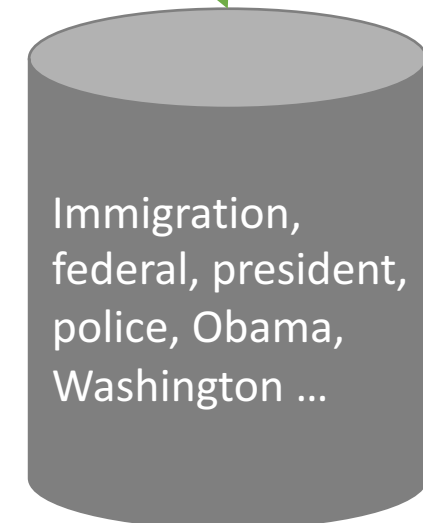 Immigration,
federal, president,
police, Obama,
Washington …